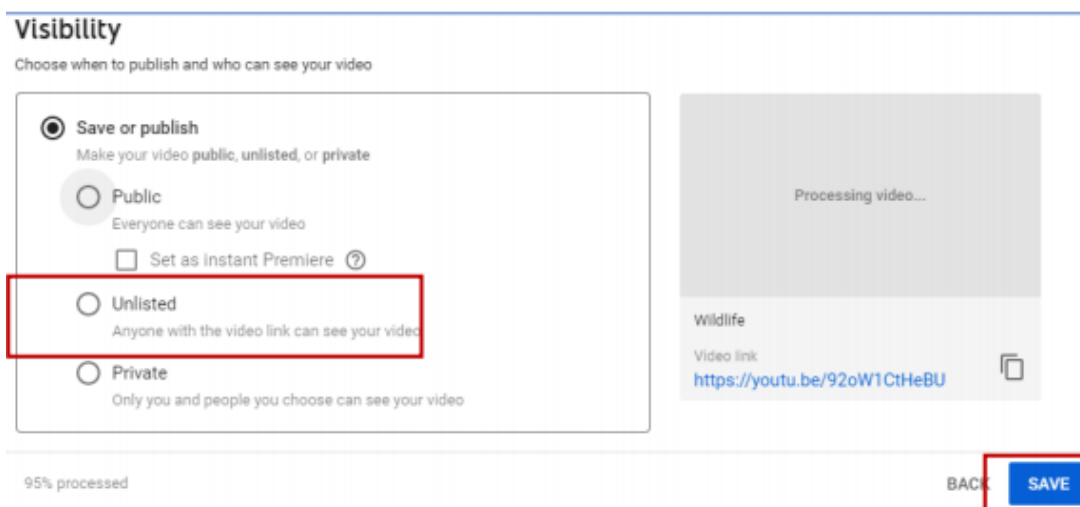 Visibility
Choose when to publish and who can see your video
Save or publish
Make your video public, unlisted, or private
Public
Everyone can see your video
Set as instant Premiere ?
Unlisted
Anyone with the video link can see your video
Private
Only you and people you choose can see your video
Processing video...
Wildlife
Video link
https://youtu.be/92oW1CtHeBU
95% processed
BACK
SAVE